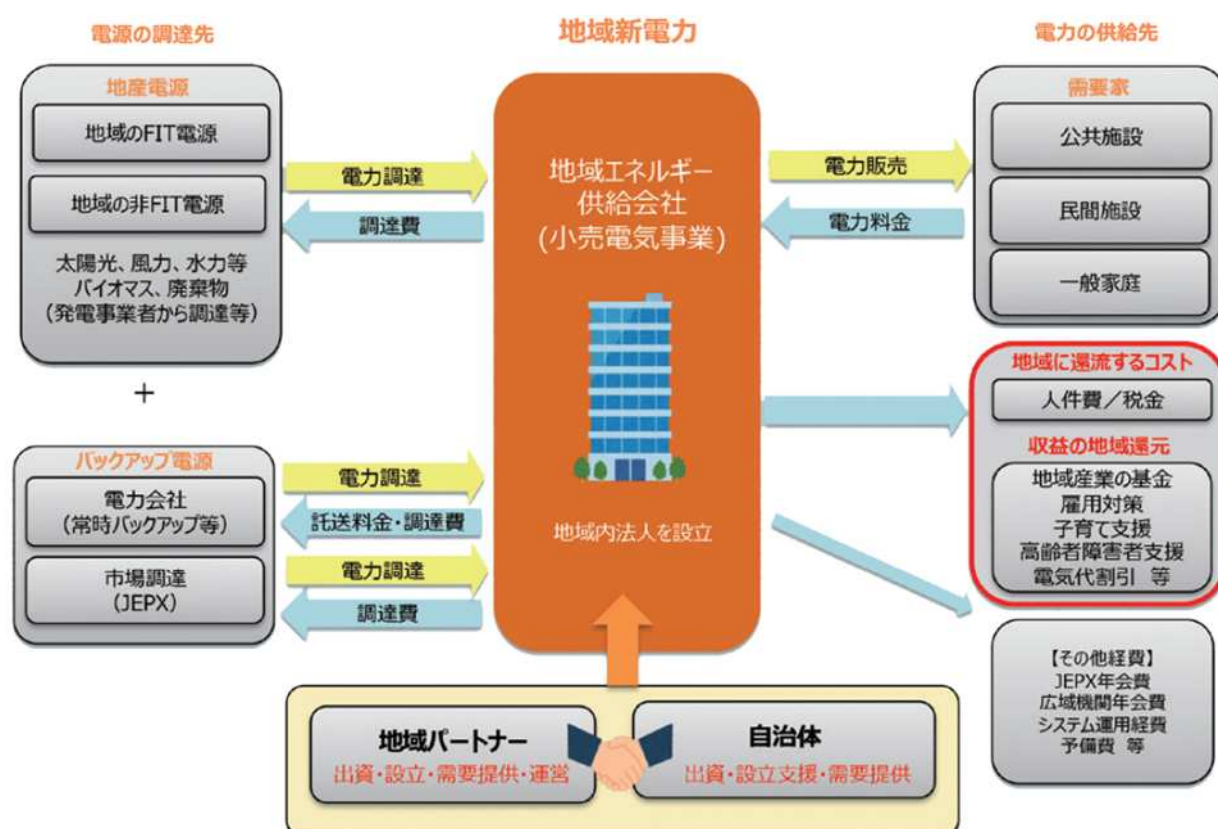 電源の調達先
地産電源
地域のFIT電源
地域の非FIT電源
太陽光、風力、水力等
バイオマス、廃棄物
(発電事業者から調達等)
+
バックアップ電源
電力会社
(常時バックアップ等)
市場調達
(JEPX)
電力調達
調達費
電力調達
託送料金・調達費
電力調達
調達費
地域新電力
地域エネルギー
供給会社
(小売電気事業)
地域内法人を設立
地域パートナー
出資・設立・需要提供・運営
自治体
出資・設立支援・需要提供
電力販売
電力料金
電力の供給先
需要家
公共施設
民間施設
一般家庭
地域に還流するコスト
人件費／税金
収益の地域還元
地域産業の基金
雇用対策
子育て支援
高齢者障害者支援
電気代割引 等
【その他経費】
JEPX年会費
広域機関年会費
システム運用経費
予備費 等